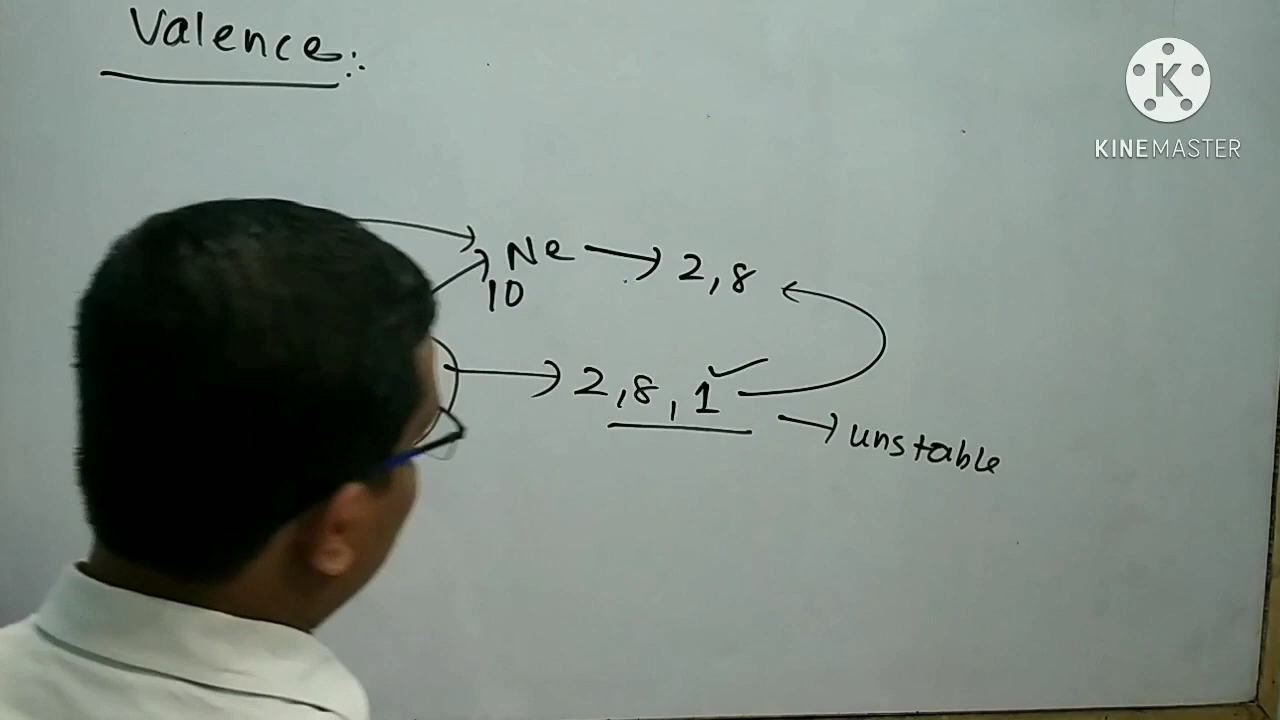 Valence:
K
KINEMASTER
Ne → 2,8
10
→ 2,8,1 ✓
→ unstable